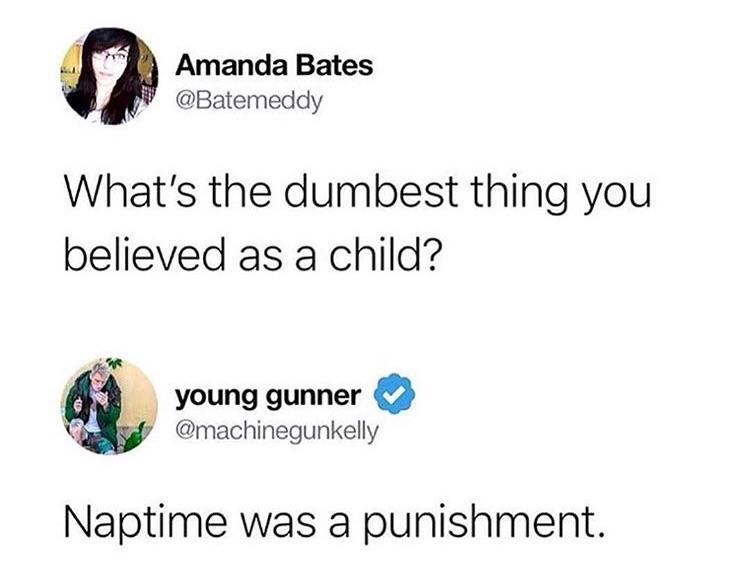 Amanda Bates
@Batemeddy
What's the dumbest thing you
believed as a child?
young gunner
@machinegunkelly
Naptime was a punishment.